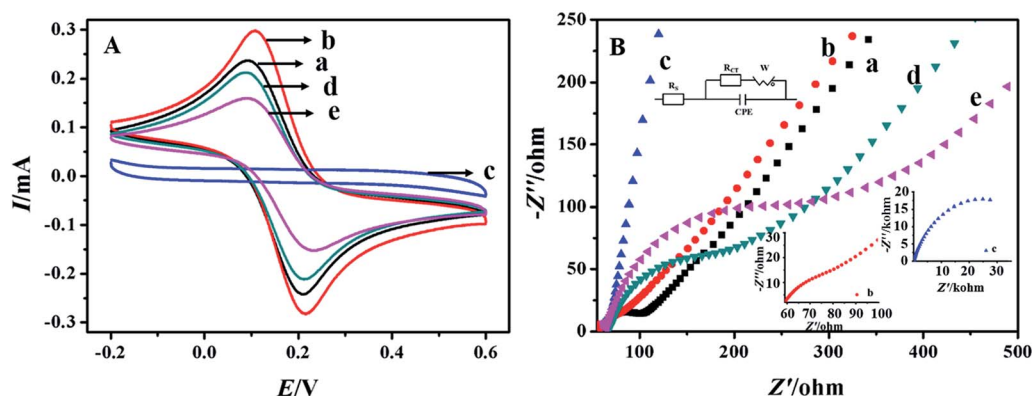 A
b
a
d
e
c
0.3
0.2
0.1
0.0
-0.1
-0.2
-0.3
I/mA
-0.2 0.0 0.2 0.4 0.6
E/V
B
c
b
a
d
e
R_S
R_CT
W
CPE
250
200
150
100
50
0
-Z''/ohm
100 200 300 400 500
Z'/ohm
30
20
10
-Z''/ohm
60 70 80 90 100
Z'/ohm
b
20
15
10
5
0
-Z''/kohm
0 10 20 30
Z'/kohm
c